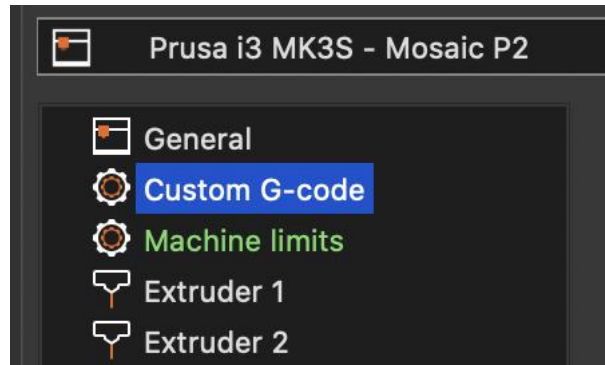 Prusa i3 MK3S - Mosaic P2
General
Custom G-code
Machine limits
Extruder 1
Extruder 2